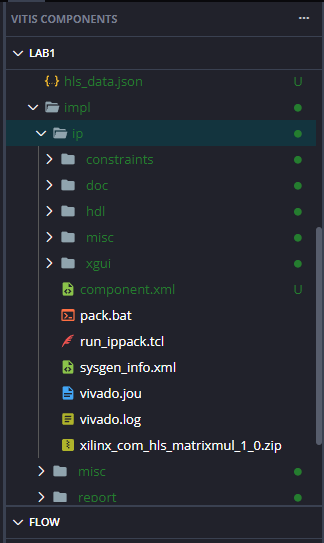 VITIS COMPONENTS
LAB1
hls_data.json U
impl
ip
constraints
doc
hdl
misc
xgui
component.xml U
pack.bat
run_ippack.tcl
sysgen_info.xml
vivado.jou
vivado.log
xilinx_com_hls_matrixmul_1_0.zip
misc
report
FLOW